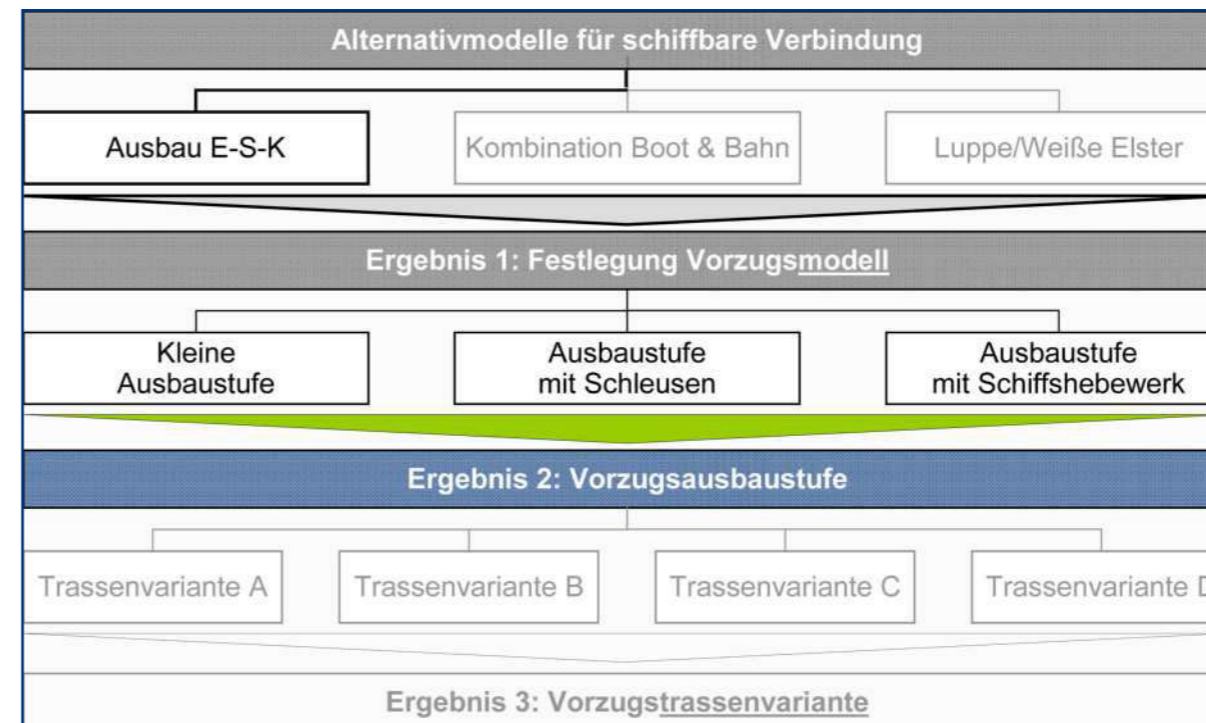 Alternativmodelle für schiffbare Verbindung
Ausbau E-S-K
Kombination Boot & Bahn
Luppe/Weiße Elster
Ergebnis 1: Festlegung Vorzugsmodell
Kleine
Ausbaustufe
Ausbaustufe
mit Schleusen
Ausbaustufe
mit Schiffshebewerk
Ergebnis 2: Vorzugsausbaustufe
Trassenvariante A
Trassenvariante B
Trassenvariante C
Trassenvariante D
Ergebnis 3: Vorzugstrassenvariante